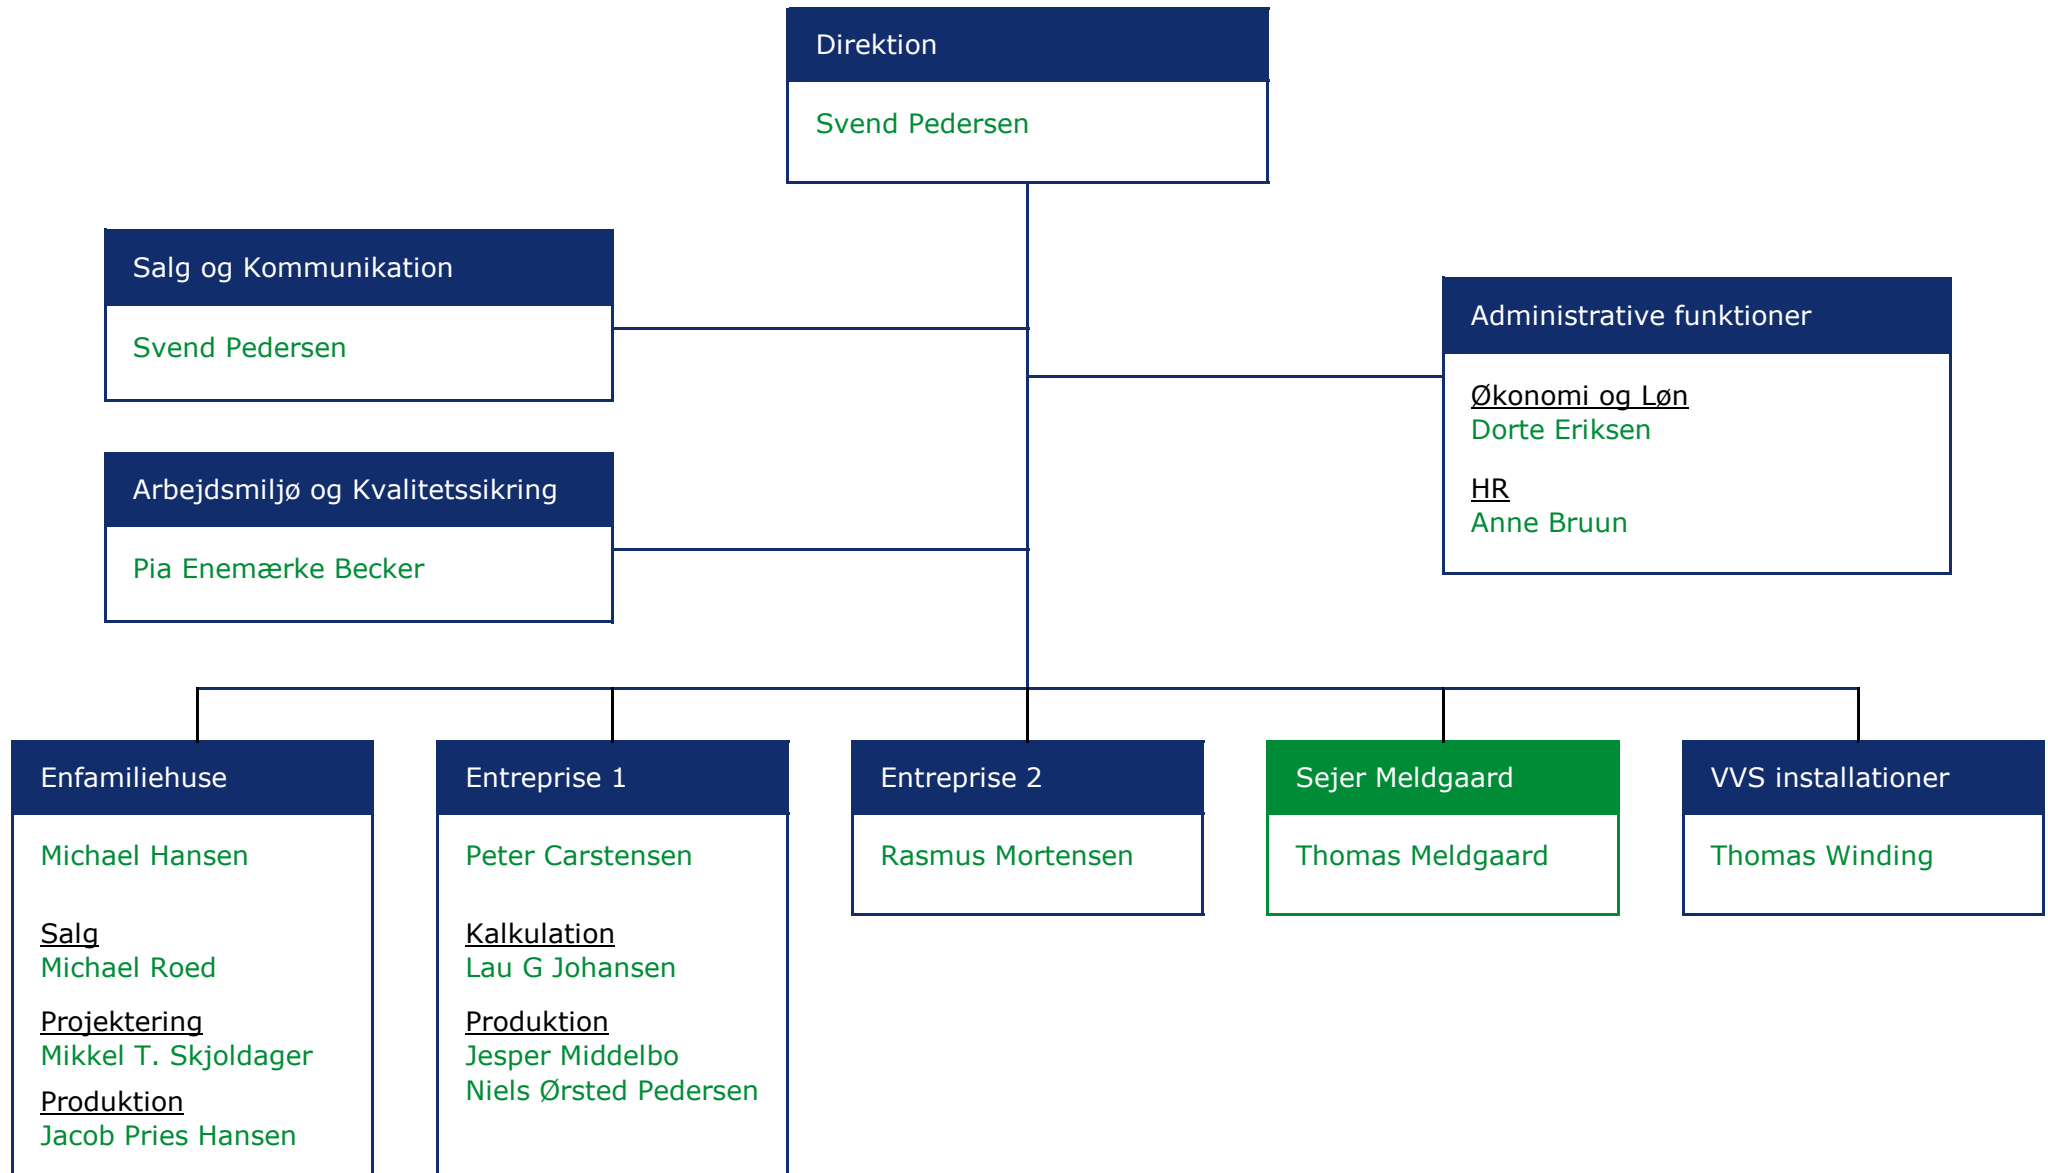 Direktion
Svend Pedersen
Salg og Kommunikation
Svend Pedersen
Administrative funktioner
Økonomi og Løn
Dorte Eriksen
HR
Anne Bruun
Arbejdsmiljø og Kvalitetssikring
Pia Enemærke Becker
Enfamiliehuse
Michael Hansen
Salg
Michael Roed
Projektering
Mikkel T. Skjoldager
Produktion
Jacob Pries Hansen
Entreprise 1
Peter Carstensen
Kalkulation
Lau G Johansen
Produktion
Jesper Middelbo
Niels Ørsted Pedersen
Entreprise 2
Rasmus Mortensen
Sejer Meldgaard
Thomas Meldgaard
VVS installationer
Thomas Winding